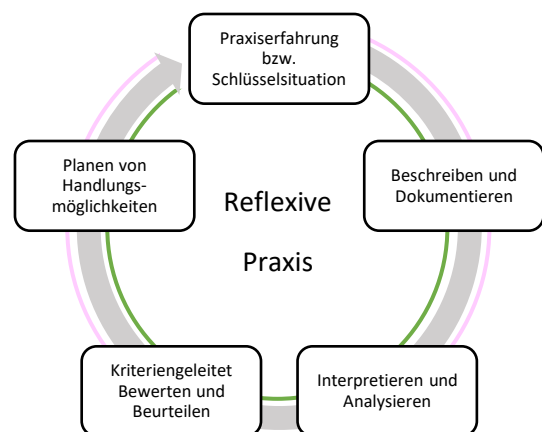 Praxiserfahrung
bzw.
Schlüsselsituation
Beschreiben und
Dokumentieren
Interpretieren und
Analysieren
Kriteriengeleitet
Bewerten und
Beurteilen
Planen von
Handlungs-
möglichkeiten
Reflexive
Praxis